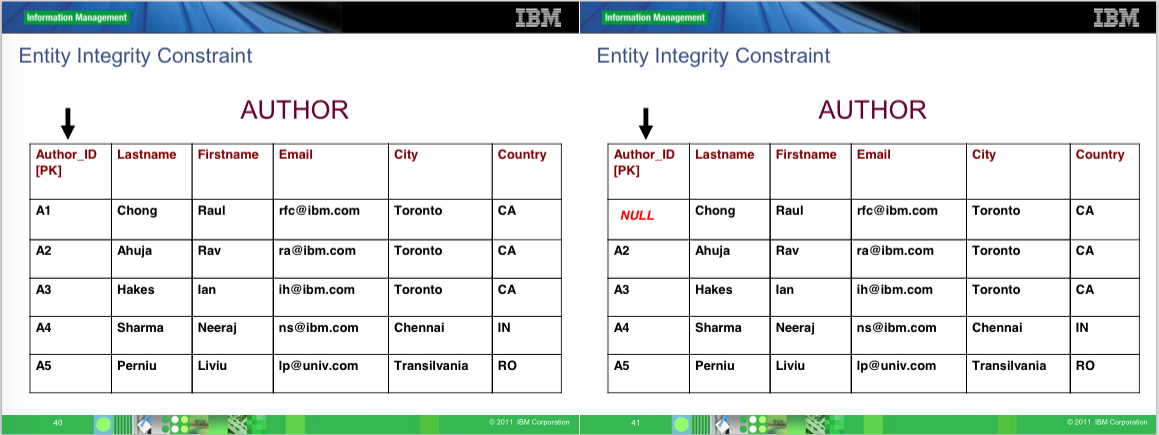 Information Management
IBM
Entity Integrity Constraint
AUTHOR
Author_ID Lastname Firstname Email City Country
[PK]
A1 Chong Raul rfc@ibm.com Toronto CA
A2 Ahuja Rav ra@ibm.com Toronto CA
A3 Hakes Ian ih@ibm.com Toronto CA
A4 Sharma Neeraj ns@ibm.com Chennai IN
A5 Perniu Liviu lp@univ.com Transilvania RO
40
© 2011 IBM Corporation
Information Management
IBM
Entity Integrity Constraint
AUTHOR
Author_ID Lastname Firstname Email City Country
[PK]
NULL Chong Raul rfc@ibm.com Toronto CA
A2 Ahuja Rav ra@ibm.com Toronto CA
A3 Hakes Ian ih@ibm.com Toronto CA
A4 Sharma Neeraj ns@ibm.com Chennai IN
A5 Perniu Liviu lp@univ.com Transilvania RO
41
© 2011 IBM Corporation